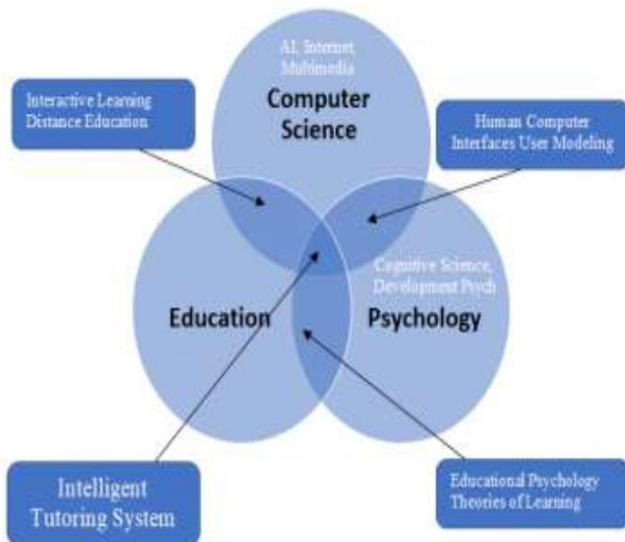 AI, Internet,
Multimedia
Computer
Science
Interactive Learning
Distance Education
Human Computer
Interfaces User Modeling
Cognitive Science,
Development Psych
Education
Psychology
Intelligent
Tutoring System
Educational Psychology
Theories of Learning